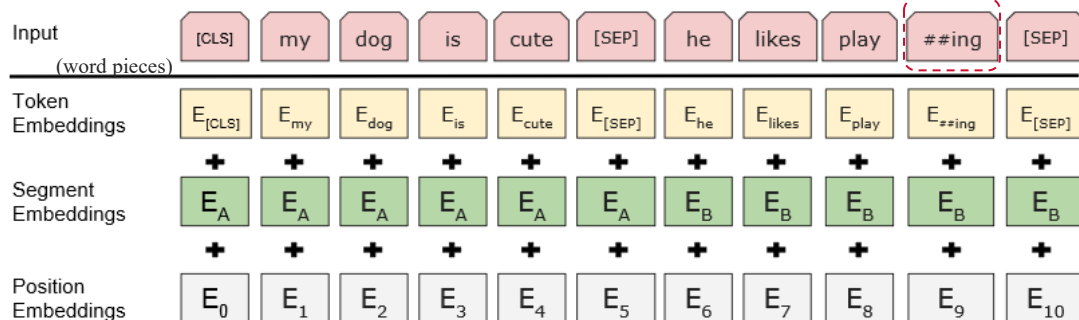 Input [CLS] my dog is cute [SEP] he likes play ##ing [SEP]
(word pieces)
Token Embeddings E[CLS] Emy Edog Eis Ecute E[SEP] Ehe Elikes Eplay E##ing E[SEP]
+ + + + + + + + + + +
Segment Embeddings EA EA EA EA EA EA EB EB EB EB EB
+ + + + + + + + + + +
Position Embeddings E0 E1 E2 E3 E4 E5 E6 E7 E8 E9 E10